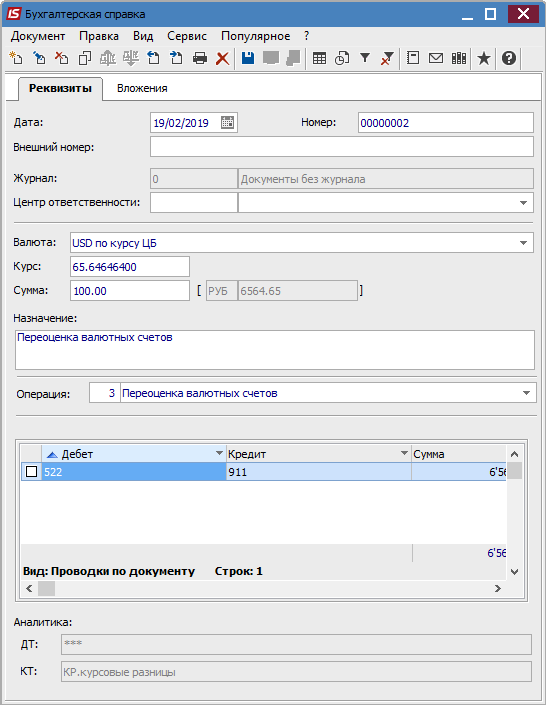 IS Бухгалтерская справка
Документ Правка Вид Сервис Популярное ?
Реквизиты Вложения
Дата: 19/02/2019 Номер: 00000002
Внешний номер:
Журнал: 0 Документы без журнала
Центр ответственности:
Валюта: USD по курсу ЦБ
Курс: 65.64646400
Сумма: 100.00 [ РУБ 6564.65 ]
Назначение:
Переоценка валютных счетов
Операция: 3 Переоценка валютных счетов
Дебет Кредит Сумма
522 911 6'56
6'56
Вид: Проводки по документу Строк: 1
Аналитика:
ДТ: ***
КТ: КР.курсовые разницы